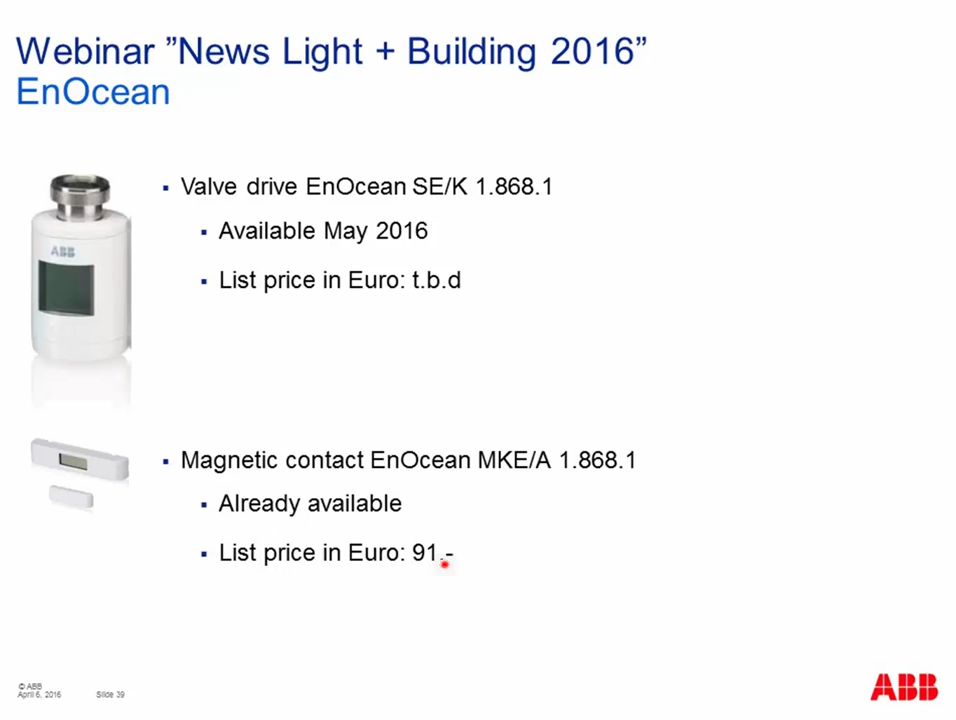 Webinar ”News Light + Building 2016”
EnOcean
ABB
▪ Valve drive EnOcean SE/K 1.868.1
▪ Available May 2016
▪ List price in Euro: t.b.d
▪ Magnetic contact EnOcean MKE/A 1.868.1
▪ Already available
▪ List price in Euro: 91.-
© ABB
April 6, 2016 Slide 39
ABB